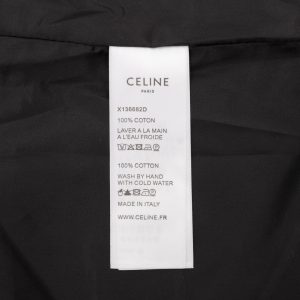 CELINE
PARIS
X136682D
100% COTON
LAVER A LA MAIN
A L'EAU FROIDE
100% COTTON
WASH BY HAND
WITH COLD WATER
MADE IN ITALY
WWW.CELINE.FR